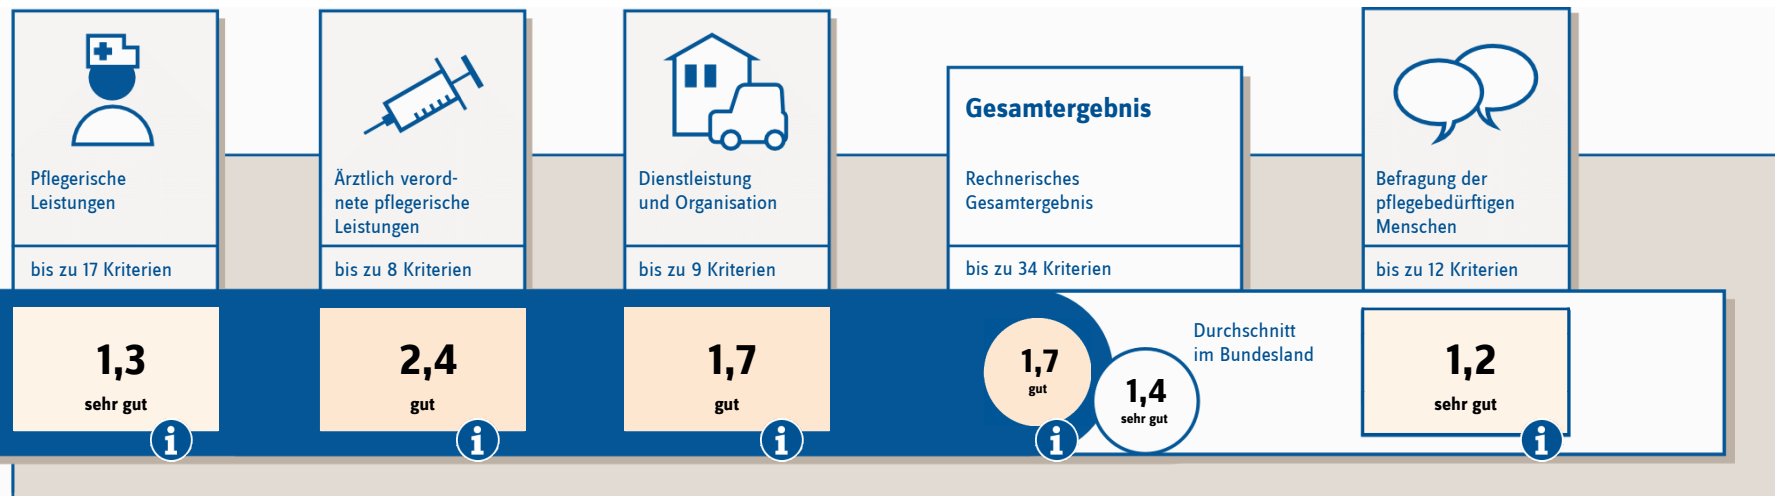 Pflegerische
Leistungen
bis zu 17 Kriterien
1,3
sehr gut
i
Ärztlich verord-
nete pflegerische
Leistungen
bis zu 8 Kriterien
2,4
gut
i
Dienstleistung
und Organisation
bis zu 9 Kriterien
1,7
gut
i
Gesamtergebnis
Rechnerisches
Gesamtergebnis
bis zu 34 Kriterien
1,7
gut
i
Durchschnitt
im Bundesland
1,4
sehr gut
Befragung der
pflegebedürftigen
Menschen
bis zu 12 Kriterien
1,2
sehr gut
i